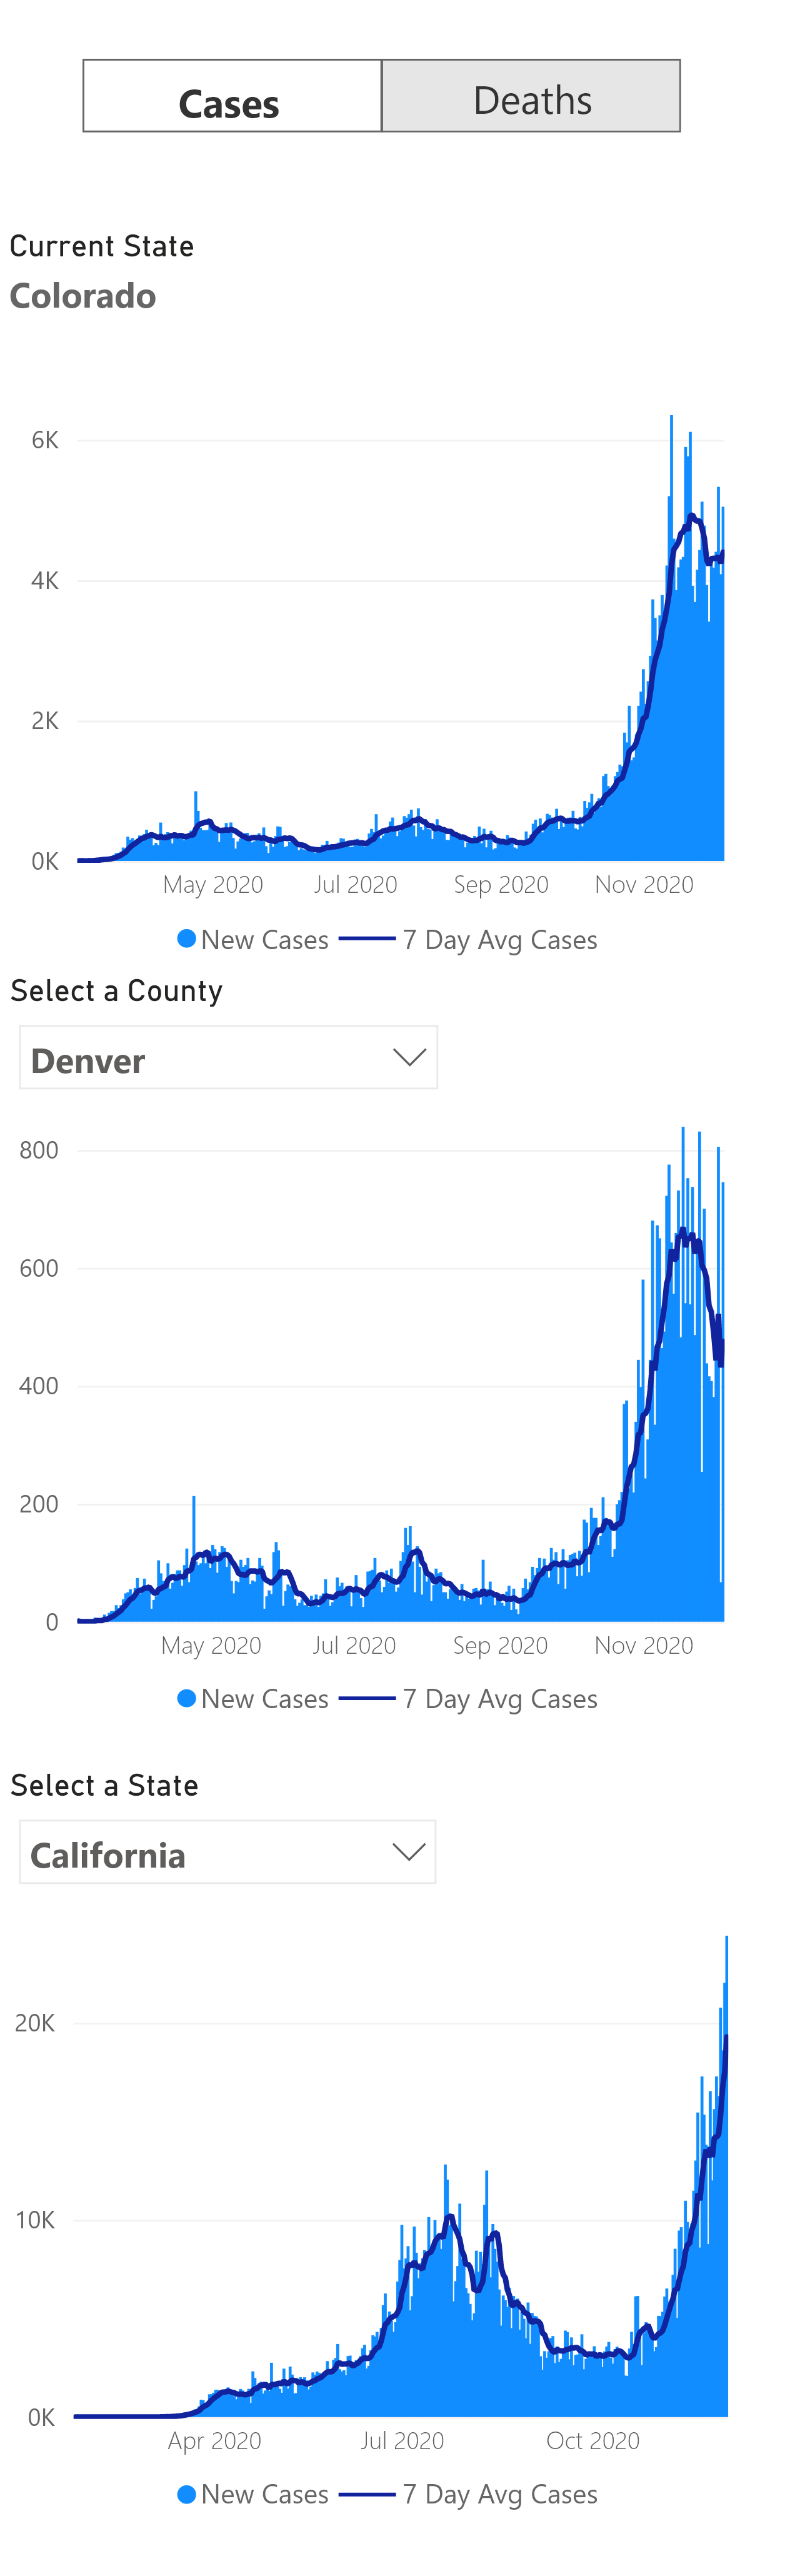 Cases Deaths
Current State
Colorado
6K
4K
2K
0K
May 2020 Jul 2020 Sep 2020 Nov 2020
New Cases 7 Day Avg Cases
Select a County
Denver
800
600
400
200
0
May 2020 Jul 2020 Sep 2020 Nov 2020
New Cases 7 Day Avg Cases
Select a State
California
20K
10K
0K
Apr 2020 Jul 2020 Oct 2020
New Cases 7 Day Avg Cases